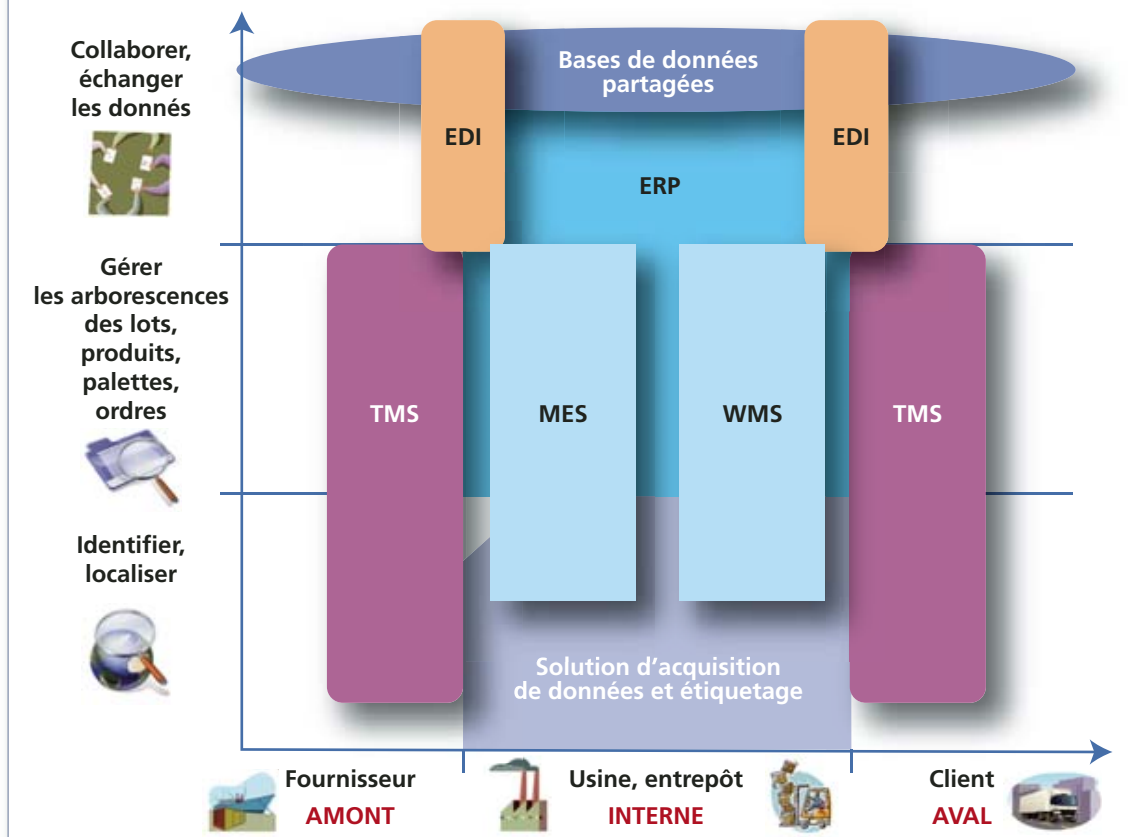 Collaborer,
échanger
les donnés
Bases de données
partagées
EDI
EDI
ERP
Gérer
les arborescences
des lots,
produits,
palettes,
ordres
TMS
MES
WMS
TMS
Identifier,
localiser
Solution d’acquisition
de données et étiquetage
Fournisseur
AMONT
Usine, entrepôt
INTERNE
Client
AVAL